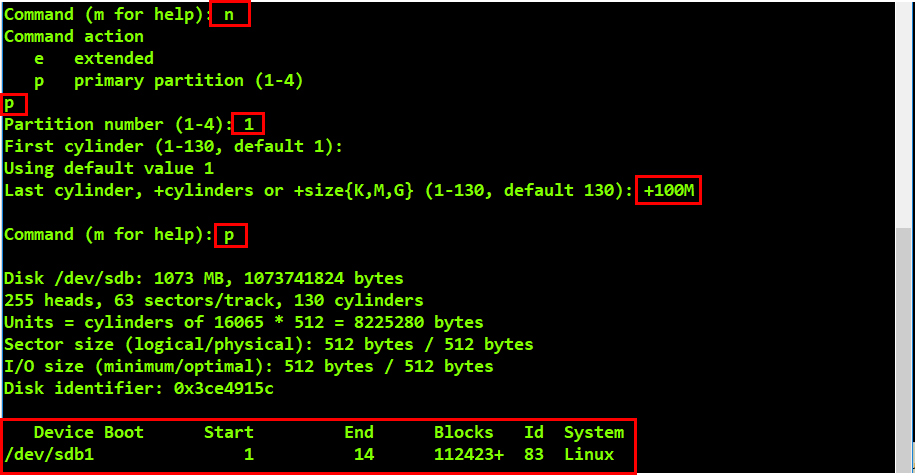 Command (m for help): n
Command action
   e   extended
   p   primary partition (1-4)
p
Partition number (1-4): 1
First cylinder (1-130, default 1):
Using default value 1
Last cylinder, +cylinders or +size{K,M,G} (1-130, default 130): +100M
Command (m for help): p
Disk /dev/sdb: 1073 MB, 1073741824 bytes
255 heads, 63 sectors/track, 130 cylinders
Units = cylinders of 16065 * 512 = 8225280 bytes
Sector size (logical/physical): 512 bytes / 512 bytes
I/O size (minimum/optimal): 512 bytes / 512 bytes
Disk identifier: 0x3ce4915c
   Device Boot      Start         End      Blocks   Id  System
/dev/sdb1               1          14      112423+  83  Linux